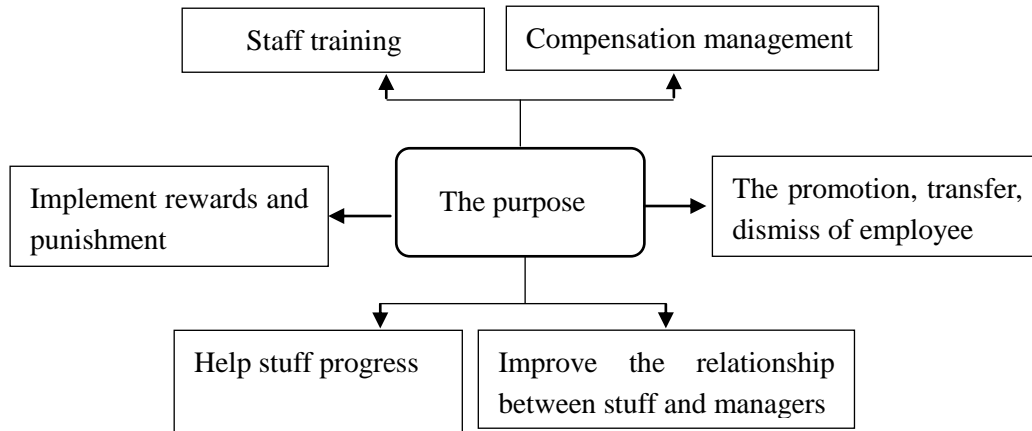 Staff training
Compensation management
Implement rewards and
punishment
The purpose
The promotion, transfer,
dismiss of employee
Help stuff progress
Improve the relationship
between stuff and managers